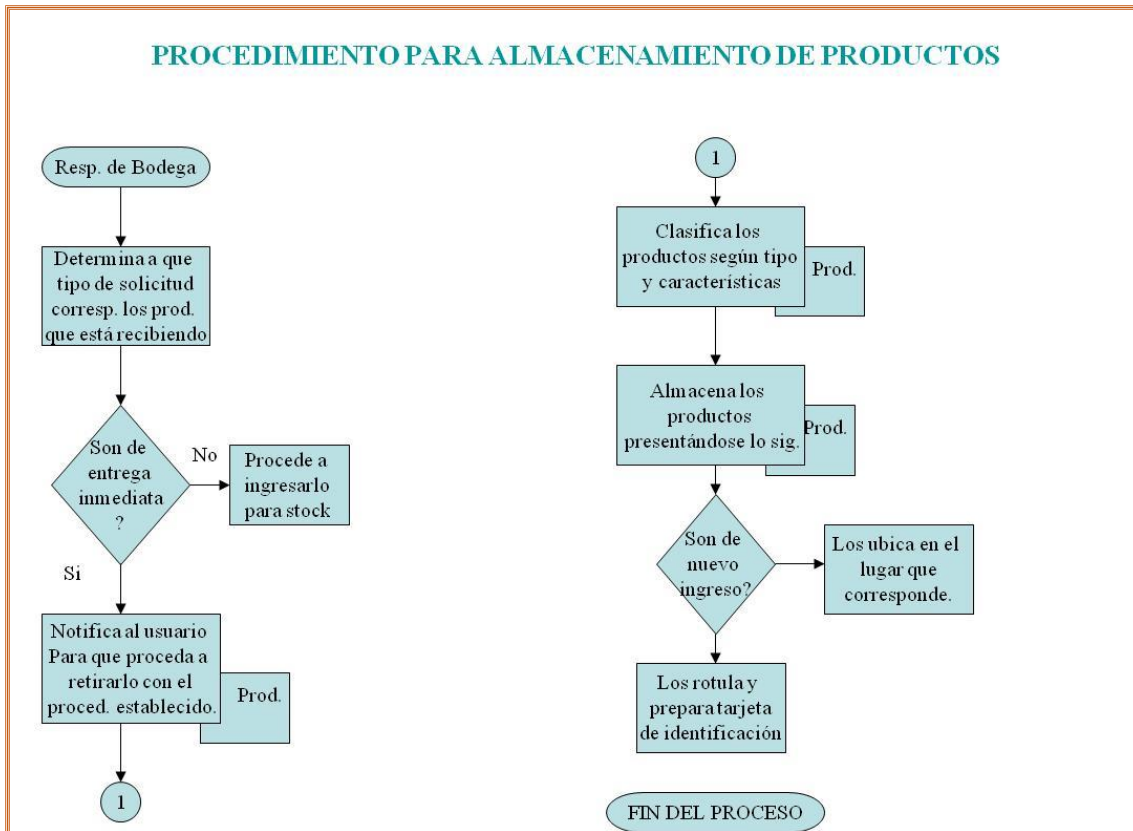 PROCEDIMIENTO PARA ALMACENAMIENTO DE PRODUCTOS
Resp. de Bodega
Determina a que
tipo de solicitud
corresp. los prod.
que está recibiendo
Son de
entrega
inmediata
?
No
Procede a
ingresarlo
para stock
Si
Notifica al usuario
Para que proceda a
retirarlo con el
proced. establecido.
Prod.
1
1
Clasifica los
productos según tipo
y características
Prod.
Almacena los
productos
presentándose lo sig.
Prod.
Son de
nuevo
ingreso?
Los ubica en el
lugar que
corresponde.
Los rotula y
prepara tarjeta
de identificación
FIN DEL PROCESO